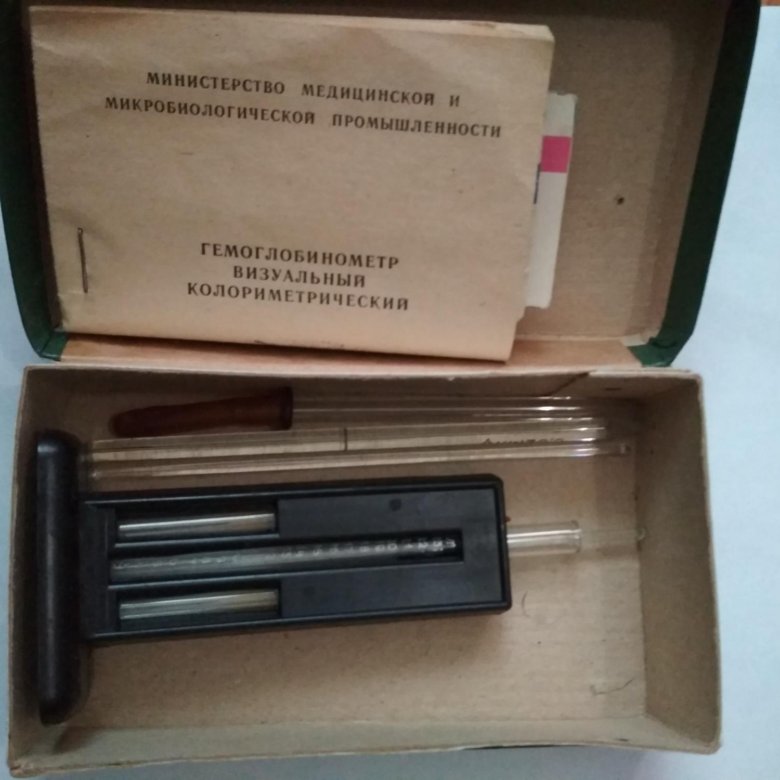 МИНИСТЕРСТВО МЕДИЦИНСКОЙ И
МИКРОБИОЛОГИЧЕСКОЙ ПРОМЫШЛЕННОСТИ
ГЕМОГЛОБИНОМЕТР
ВИЗУАЛЬНЫЙ
КОЛОРИМЕТРИЧЕСКИЙ